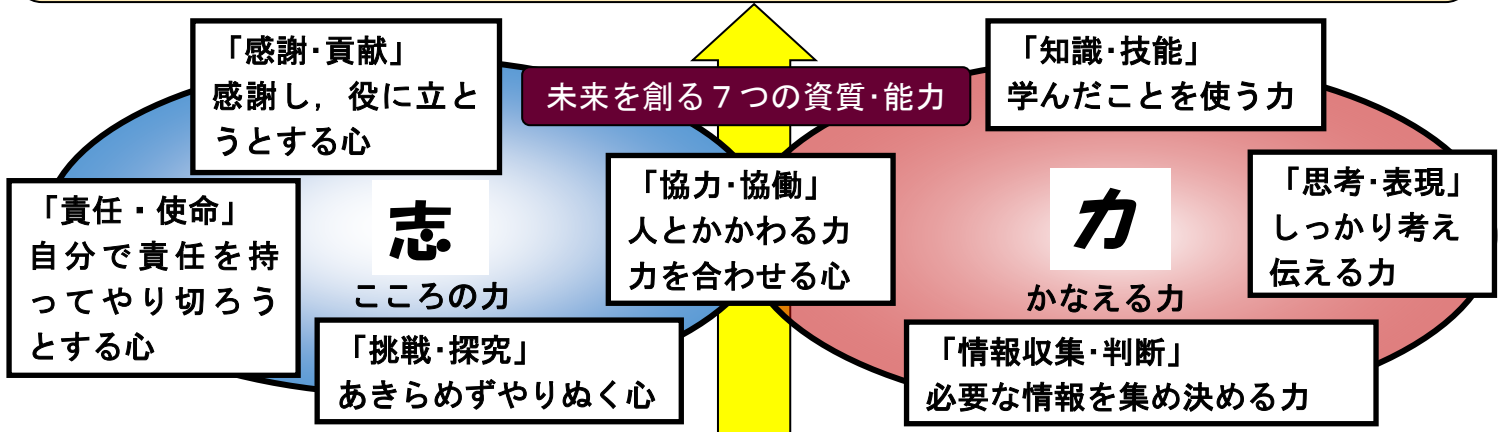 未来を創る７つの資質･能力
「感謝･貢献」
感謝し，役に立と
うとする心
「責任・使命」
自分で責任を持
ってやり切ろう
とする心
志
こころの力
「挑戦･探究」
あきらめずやりぬく心
「協力･協働」
人とかかわる力
力を合わせる心
「知識･技能」
学んだことを使う力
力
かなえる力
「思考･表現」
しっかり考え
伝える力
「情報収集･判断」
必要な情報を集め決める力